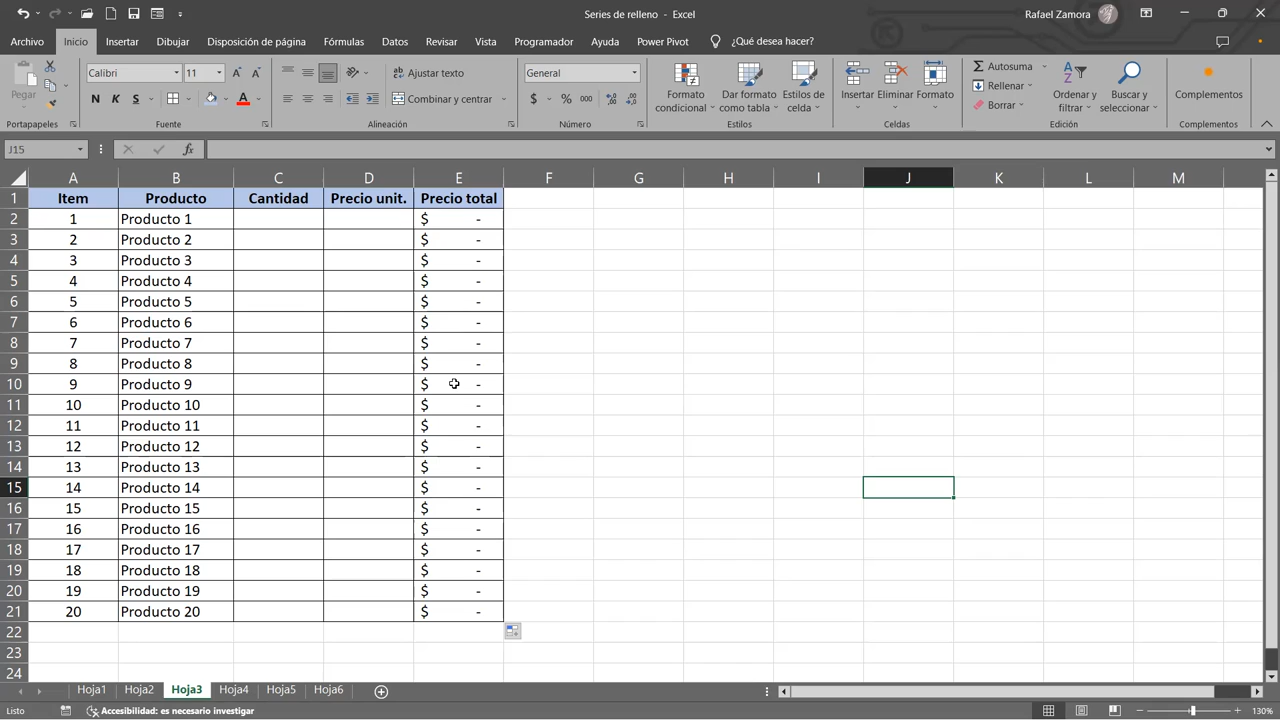 Series de relleno - Excel
Rafael Zamora
Archivo Inicio Insertar Dibujar Disposición de página Fórmulas Datos Revisar Vista Programador Ayuda Power Pivot ¿Qué desea hacer?
Pegar
Portapapeles
Calibri 11
N K S A
Fuente
Ajustar texto
Combinar y centrar
Alineación
General
$ % 000
Número
Formato condicional
Dar formato como tabla
Estilos de celda
Estilos
Insertar Eliminar Formato
Celdas
Autosuma
Rellenar
Borrar
Ordenar y filtrar
Buscar y seleccionar
Edición
Complementos
Complementos
J15 fx
A B C D E F G H I J K L M
1 Item Producto Cantidad Precio unit. Precio total
2 1 Producto 1 $ -
3 2 Producto 2 $ -
4 3 Producto 3 $ -
5 4 Producto 4 $ -
6 5 Producto 5 $ -
7 6 Producto 6 $ -
8 7 Producto 7 $ -
9 8 Producto 8 $ -
10 9 Producto 9 $ -
11 10 Producto 10 $ -
12 11 Producto 11 $ -
13 12 Producto 12 $ -
14 13 Producto 13 $ -
15 14 Producto 14 $ -
16 15 Producto 15 $ -
17 16 Producto 16 $ -
18 17 Producto 17 $ -
19 18 Producto 18 $ -
20 19 Producto 19 $ -
21 20 Producto 20 $ -
22
23
24
Hoja1 Hoja2 Hoja3 Hoja4 Hoja5 Hoja6
Listo Accesibilidad: es necesario investigar 130%